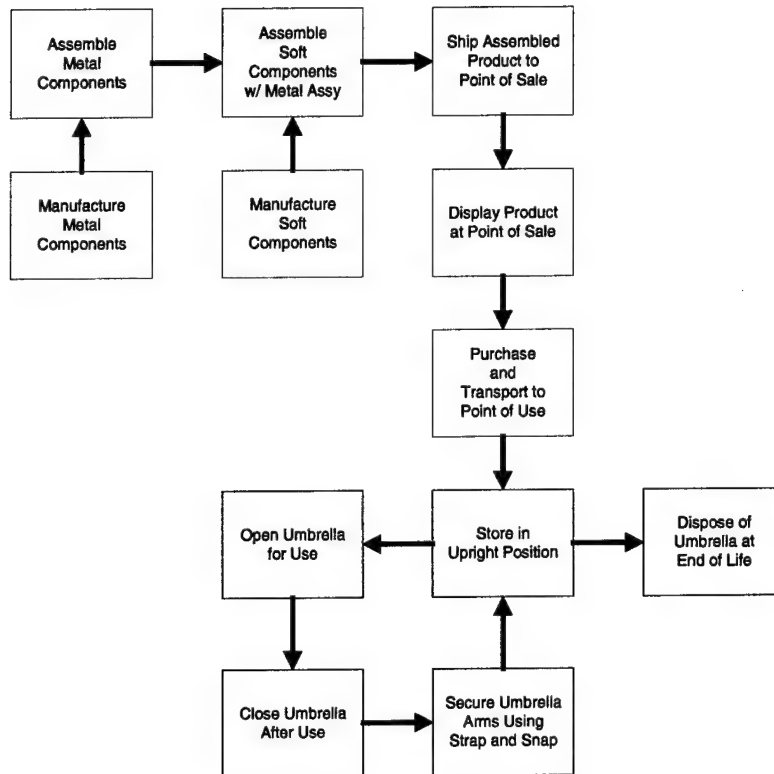 Assemble
Metal
Components
Assemble
Soft
Components
w/ Metal Assy
Ship Assembled
Product to
Point of Sale
Manufacture
Metal
Components
Manufacture
Soft
Components
Display Product
at Point of Sale
Purchase
and
Transport to
Point of Use
Open Umbrella
for Use
Store in
Upright Position
Dispose of
Umbrella at
End of Life
Close Umbrella
After Use
Secure Umbrella
Arms Using
Strap and Snap